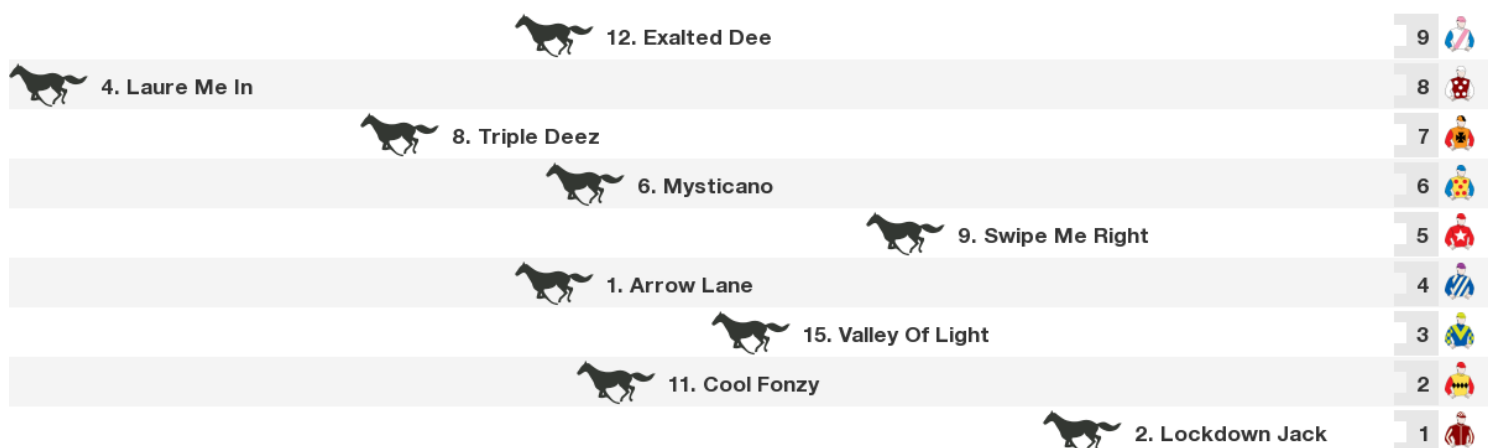 12. Exalted Dee 9
4. Laure Me In 8
8. Triple Deez 7
6. Mysticano 6
9. Swipe Me Right 5
1. Arrow Lane 4
15. Valley Of Light 3
11. Cool Fonzy 2
2. Lockdown Jack 1